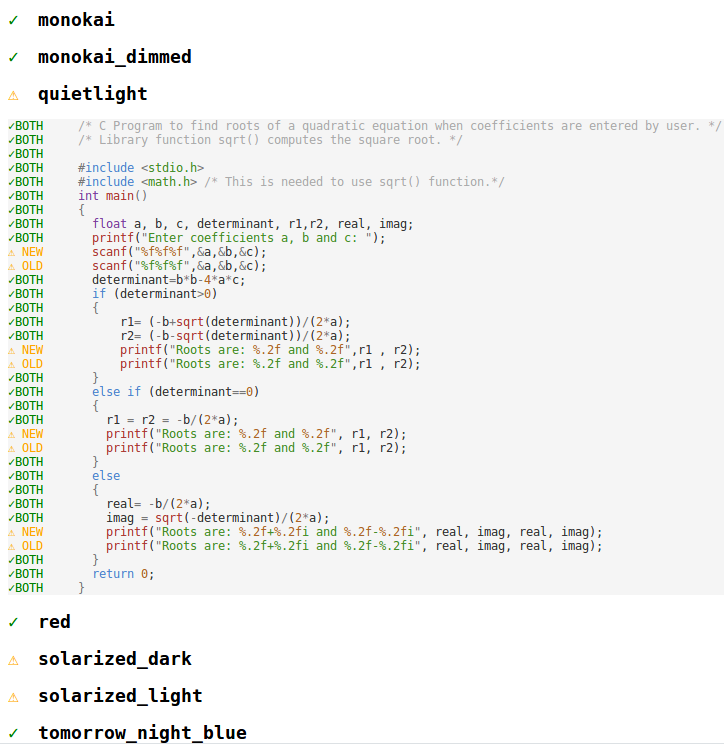 ✓ monokai
✓ monokai_dimmed
⚠ quietlight
✓BOTH /* C Program to find roots of a quadratic equation when coefficients are entered by user. */
✓BOTH /* Library function sqrt() computes the square root. */
✓BOTH
✓BOTH #include <stdio.h>
✓BOTH #include <math.h> /* This is needed to use sqrt() function.*/
✓BOTH int main()
✓BOTH {
✓BOTH   float a, b, c, determinant, r1,r2, real, imag;
✓BOTH   printf("Enter coefficients a, b and c: ");
⚠ NEW   scanf("%f%f%f",&a,&b,&c);
⚠ OLD   scanf("%f%f%f",&a,&b,&c);
✓BOTH   determinant=b*b-4*a*c;
✓BOTH   if (determinant>0)
✓BOTH   {
✓BOTH       r1= (-b+sqrt(determinant))/(2*a);
✓BOTH       r2= (-b-sqrt(determinant))/(2*a);
⚠ NEW       printf("Roots are: %.2f and %.2f",r1 , r2);
⚠ OLD       printf("Roots are: %.2f and %.2f",r1 , r2);
✓BOTH   }
✓BOTH   else if (determinant==0)
✓BOTH   {
✓BOTH     r1 = r2 = -b/(2*a);
⚠ NEW     printf("Roots are: %.2f and %.2f", r1, r2);
⚠ OLD     printf("Roots are: %.2f and %.2f", r1, r2);
✓BOTH   }
✓BOTH   else
✓BOTH   {
✓BOTH     real= -b/(2*a);
✓BOTH     imag = sqrt(-determinant)/(2*a);
⚠ NEW     printf("Roots are: %.2f+%.2fi and %.2f-%.2fi", real, imag, real, imag);
⚠ OLD     printf("Roots are: %.2f+%.2fi and %.2f-%.2fi", real, imag, real, imag);
✓BOTH   }
✓BOTH   return 0;
✓BOTH }
✓ red
⚠ solarized_dark
⚠ solarized_light
✓ tomorrow_night_blue